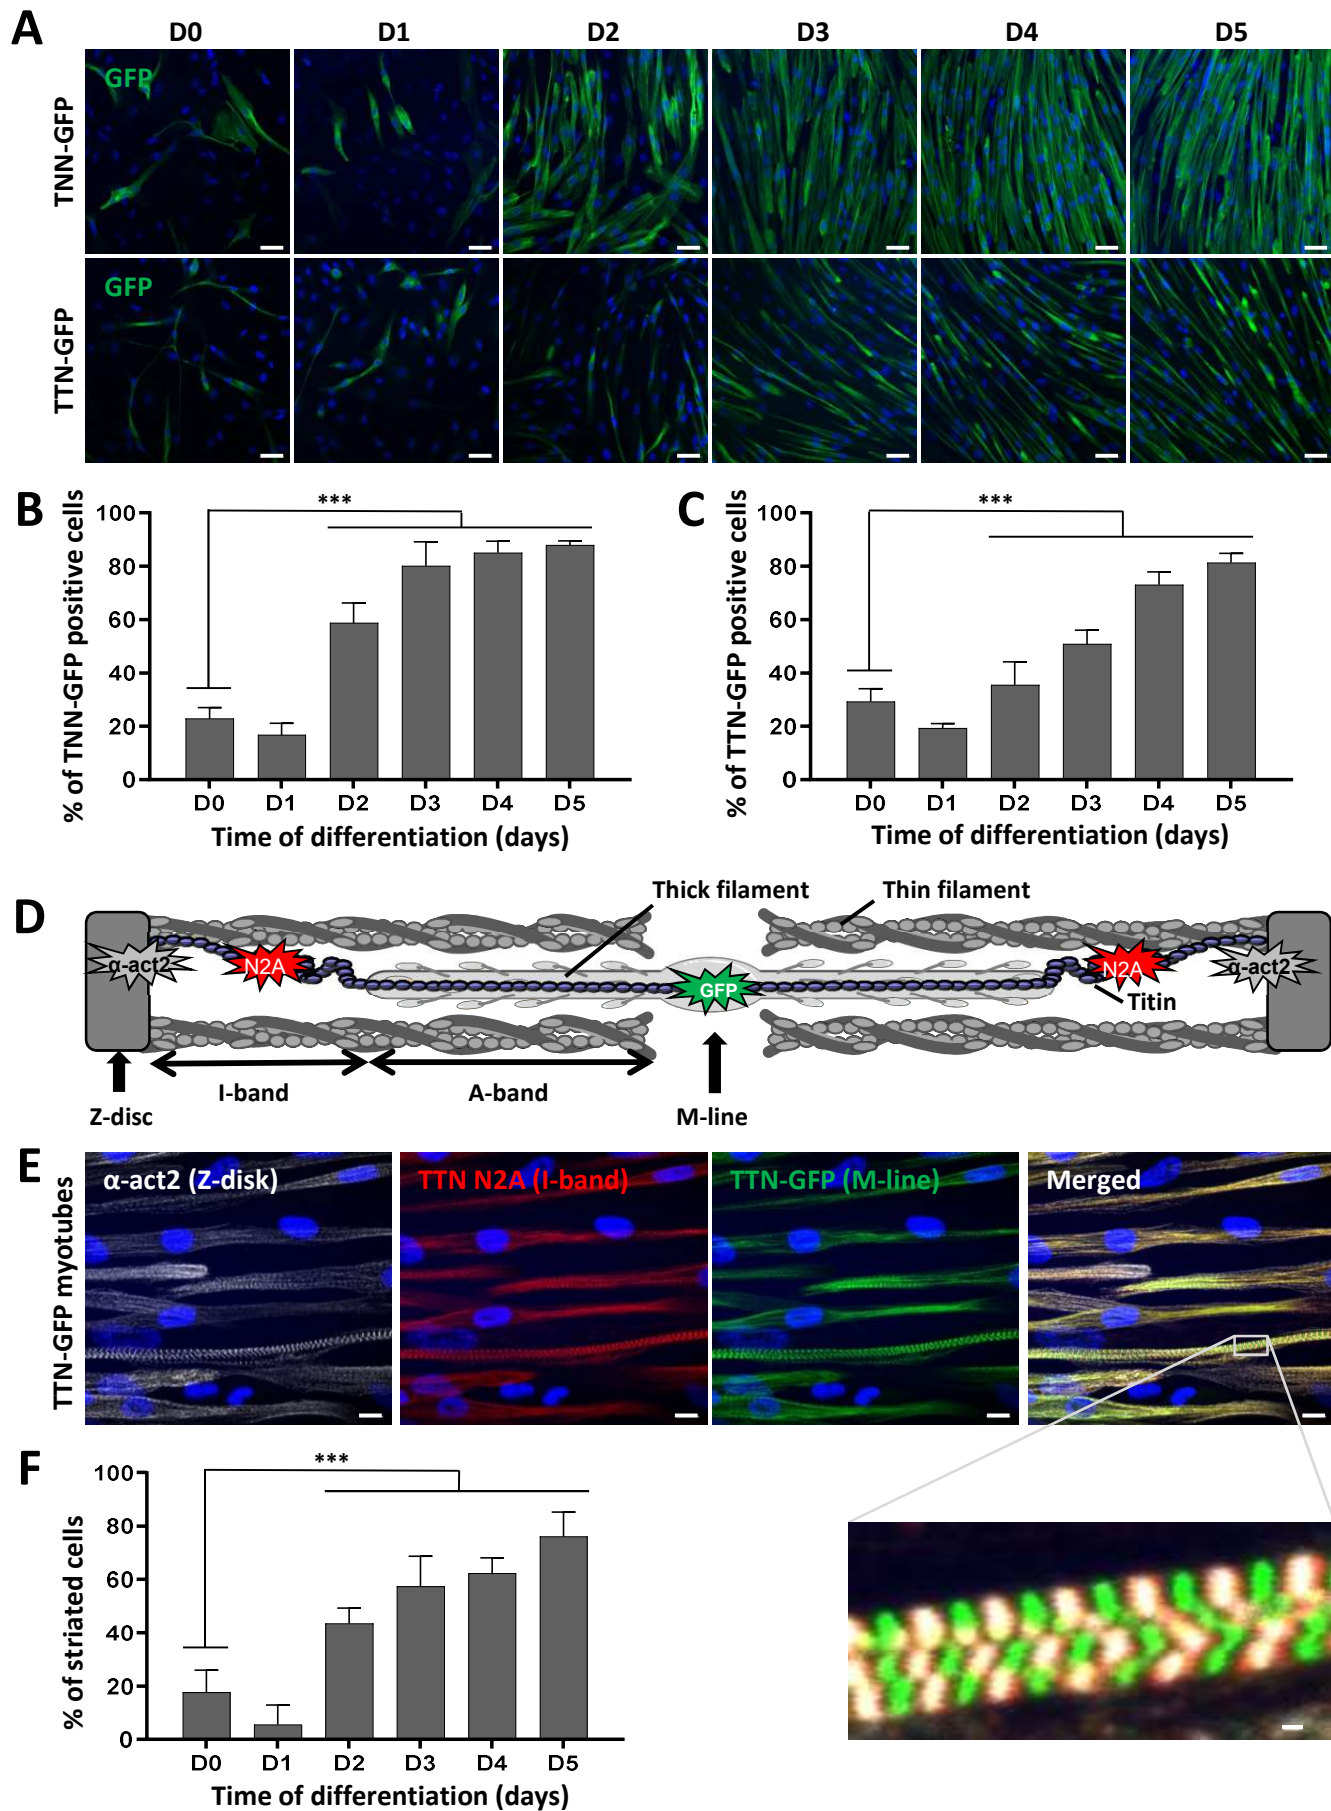 A
D0 D1 D2 D3 D4 D5
TNN-GFP
GFP
TTN-GFP
GFP
B
% of TNN-GFP positive cells
***
100
80
60
40
20
0
D0 D1 D2 D3 D4 D5
Time of differentiation (days)
C
% of TTN-GFP positive cells
***
100
80
60
40
20
0
D0 D1 D2 D3 D4 D5
Time of differentiation (days)
D
Thick filament
Thin filament
α-act2
N2A
GFP
N2A
α-act2
Titin
I-band
A-band
Z-disc
M-line
E
TTN-GFP myotubes
α-act2 (Z-disk)
TTN N2A (I-band)
TTN-GFP (M-line)
Merged
F
% of striated cells
***
100
80
60
40
20
0
D0 D1 D2 D3 D4 D5
Time of differentiation (days)